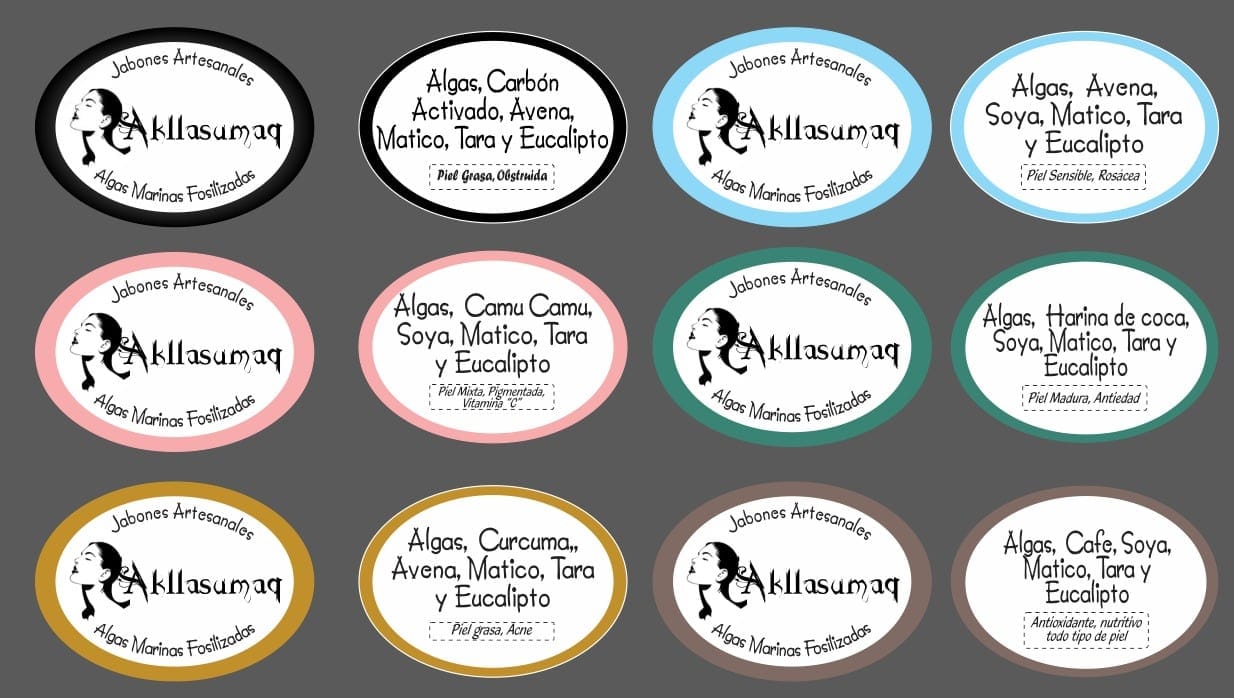 Jabones Artesanales
Akllasumaq
Algas Marinas Fosilizadas
Algas, Carbón
Activado, Avena,
Matico, Tara y Eucalipto
Piel Grasa, Obstruida
Jabones Artesanales
Akllasumaq
Algas Marinas Fosilizadas
Algas, Avena,
Soya, Matico, Tara
y Eucalipto
Piel Sensible, Rosácea
Jabones Artesanales
Akllasumaq
Algas Marinas Fosilizadas
Algas, Camu Camu,
Soya, Matico, Tara
y Eucalipto
Piel Mixta, Pigmentada,
Vitamina "C"
Jabones Artesanales
Akllasumaq
Algas Marinas Fosilizadas
Algas, Harina de coca,
Soya, Matico, Tara y
Eucalipto
Piel Madura, Antiedad
Jabones Artesanales
Akllasumaq
Algas Marinas Fosilizadas
Algas, Curcuma,,
Avena, Matico, Tara
y Eucalipto
Piel grasa, Acne
Jabones Artesanales
Akllasumaq
Algas Marinas Fosilizadas
Algas, Cafe, Soya,
Matico, Tara y
Eucalipto
Antioxidante, nutritivo
todo tipo de piel